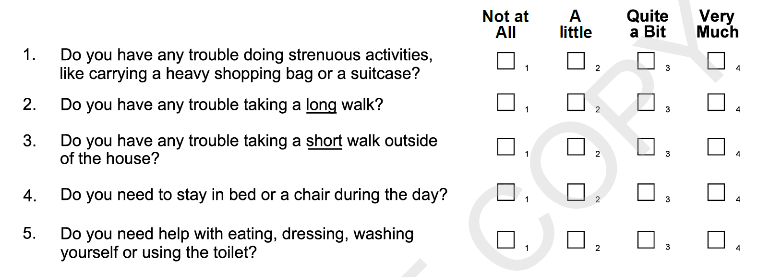 Not at A Quite Very
All little a Bit Much
1. Do you have any trouble doing strenuous activities, 1 2 3 4
like carrying a heavy shopping bag or a suitcase?
2. Do you have any trouble taking a long walk? 1 2 3 4
3. Do you have any trouble taking a short walk outside 1 2 3 4
of the house?
4. Do you need to stay in bed or a chair during the day? 1 2 3 4
5. Do you need help with eating, dressing, washing 1 2 3 4
yourself or using the toilet?
COPY